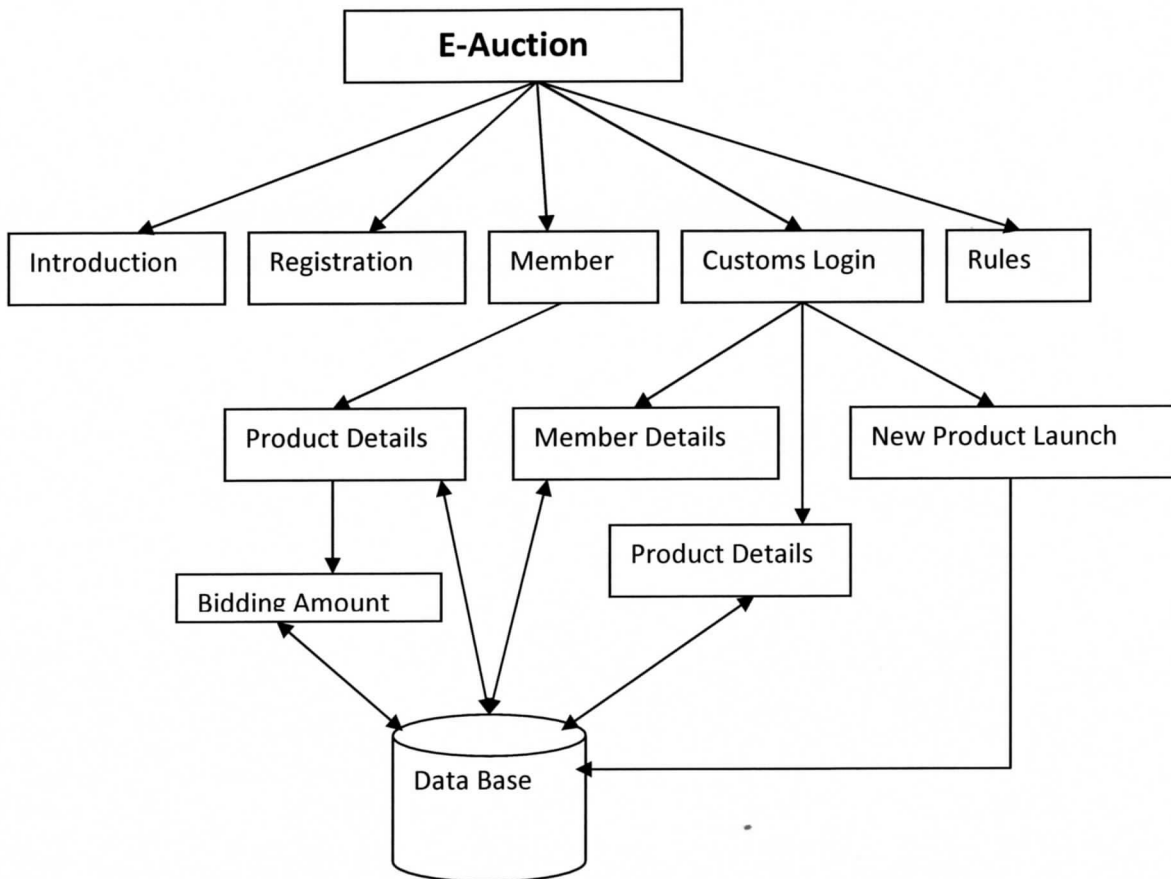 E-Auction
Introduction
Registration
Member
Customs Login
Rules
Product Details
Member Details
New Product Launch
Product Details
Bidding Amount
Data Base